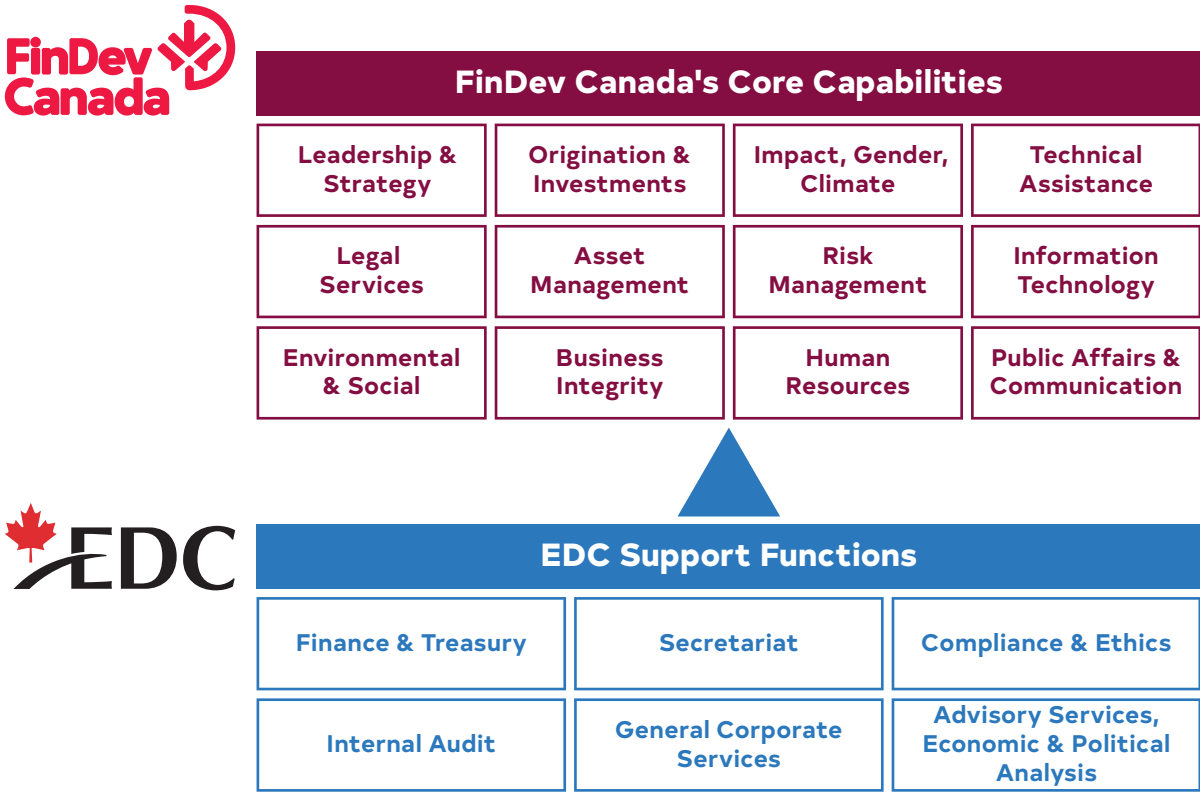 FinDev
Canada
FinDev Canada's Core Capabilities
Leadership &
Strategy
Origination &
Investments
Impact, Gender,
Climate
Technical
Assistance
Legal
Services
Asset
Management
Risk
Management
Information
Technology
Environmental
& Social
Business
Integrity
Human
Resources
Public Affairs &
Communication
EDC
EDC Support Functions
Finance & Treasury
Secretariat
Compliance & Ethics
Internal Audit
General Corporate
Services
Advisory Services,
Economic & Political
Analysis